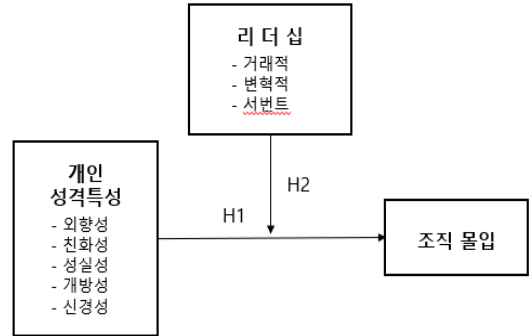 리 더 십
- 거래적
- 변혁적
- 서번트
개인
성격특성
- 외향성
- 친화성
- 성실성
- 개방성
- 신경성
H2
H1
조직 몰입